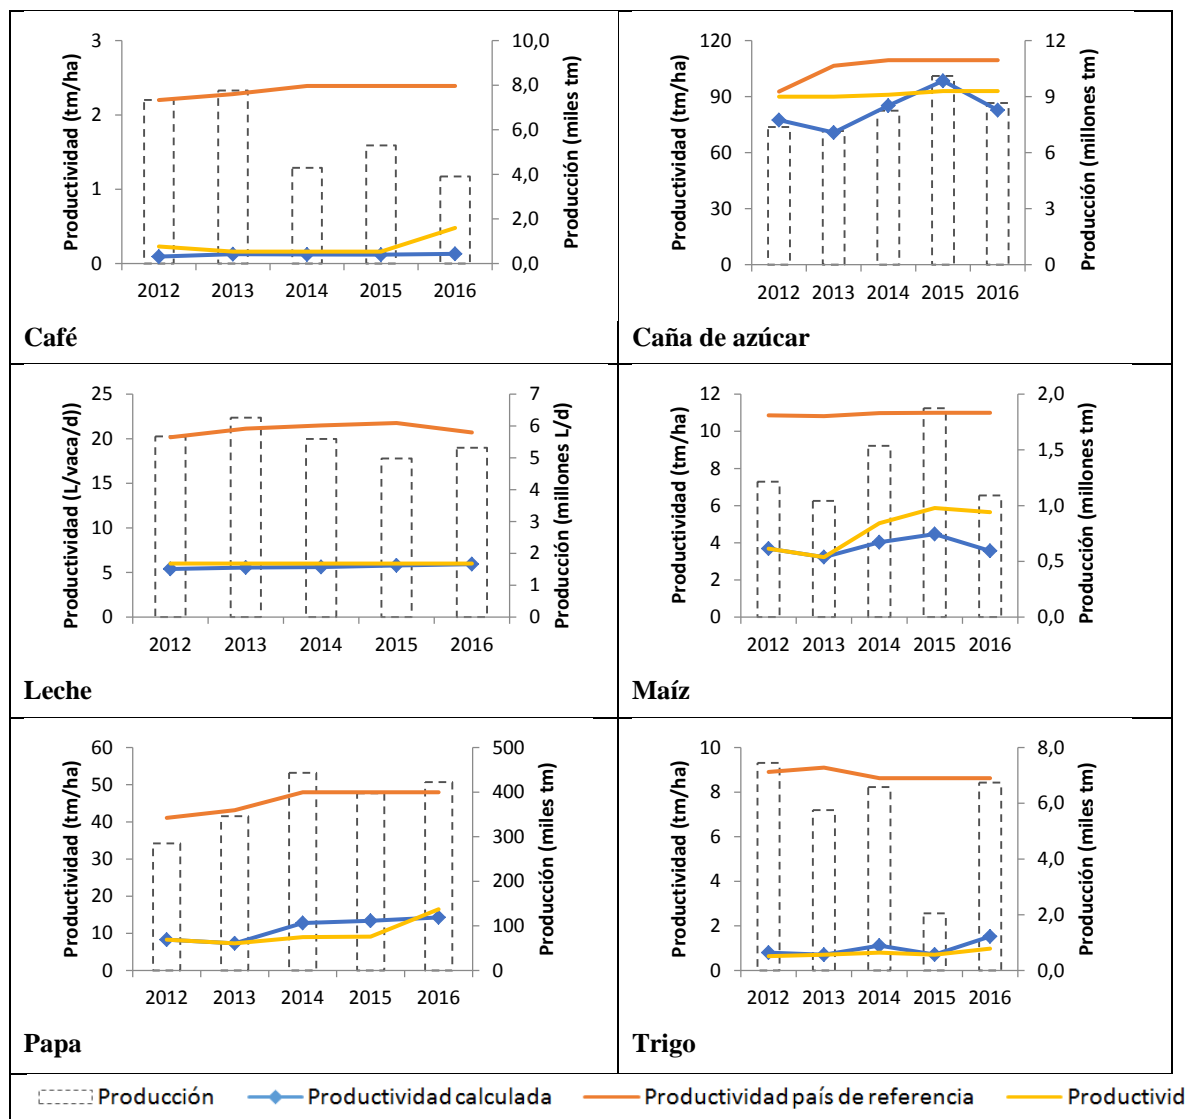 Productividad (tm/ha)
3
2
1
0
10,0
8,0
6,0
4,0
2,0
0,0
Producción (miles tm)
2012 2013 2014 2015 2016
Café
Productividad (tm/ha)
120
90
60
30
0
12
9
6
3
0
Producción (millones tm)
2012 2013 2014 2015 2016
Caña de azúcar
Productividad (L/vaca/d))
25
20
15
10
5
0
7
6
5
4
3
2
1
0
Producción (millones L/d)
2012 2013 2014 2015 2016
Leche
Productividad (tm/ha)
12
10
8
6
4
2
0
2,0
1,5
1,0
0,5
0,0
Producción (millones tm)
2012 2013 2014 2015 2016
Maíz
Productividad (tm/ha)
60
50
40
30
20
10
0
500
400
300
200
100
0
Producción (miles tm)
2012 2013 2014 2015 2016
Papa
Productividad (tm/ha)
10
8
6
4
2
0
8,0
6,0
4,0
2,0
0,0
Producción (miles tm)
2012 2013 2014 2015 2016
Trigo
Producción Productividad calculada Productividad país de referencia Productivid